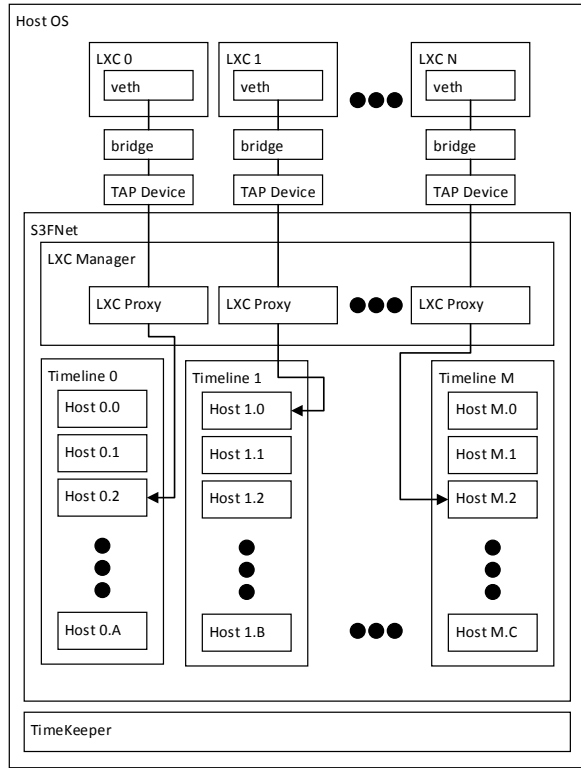 Host OS
LXC 0
LXC 1
LXC N
veth
veth
veth
bridge
bridge
bridge
TAP Device
TAP Device
TAP Device
S3FNet
LXC Manager
LXC Proxy
LXC Proxy
LXC Proxy
Timeline 0
Timeline 1
Timeline M
Host 0.0
Host 1.0
Host M.0
Host 0.1
Host 1.1
Host M.1
Host 0.2
Host 1.2
Host M.2
Host 0.A
Host 1.B
Host M.C
TimeKeeper